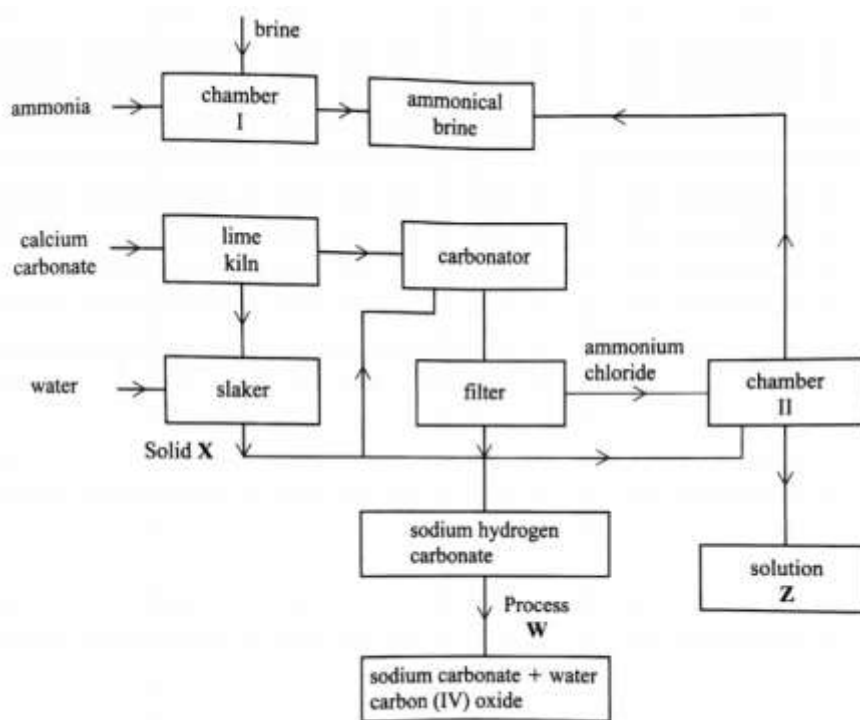 brine
ammonia
chamber
I
ammonical
brine
calcium
carbonate
lime
kiln
carbonator
water
slaker
filter
ammonium
chloride
chamber
II
Solid X
sodium hydrogen
carbonate
solution
Z
Process
W
sodium carbonate + water
carbon (IV) oxide